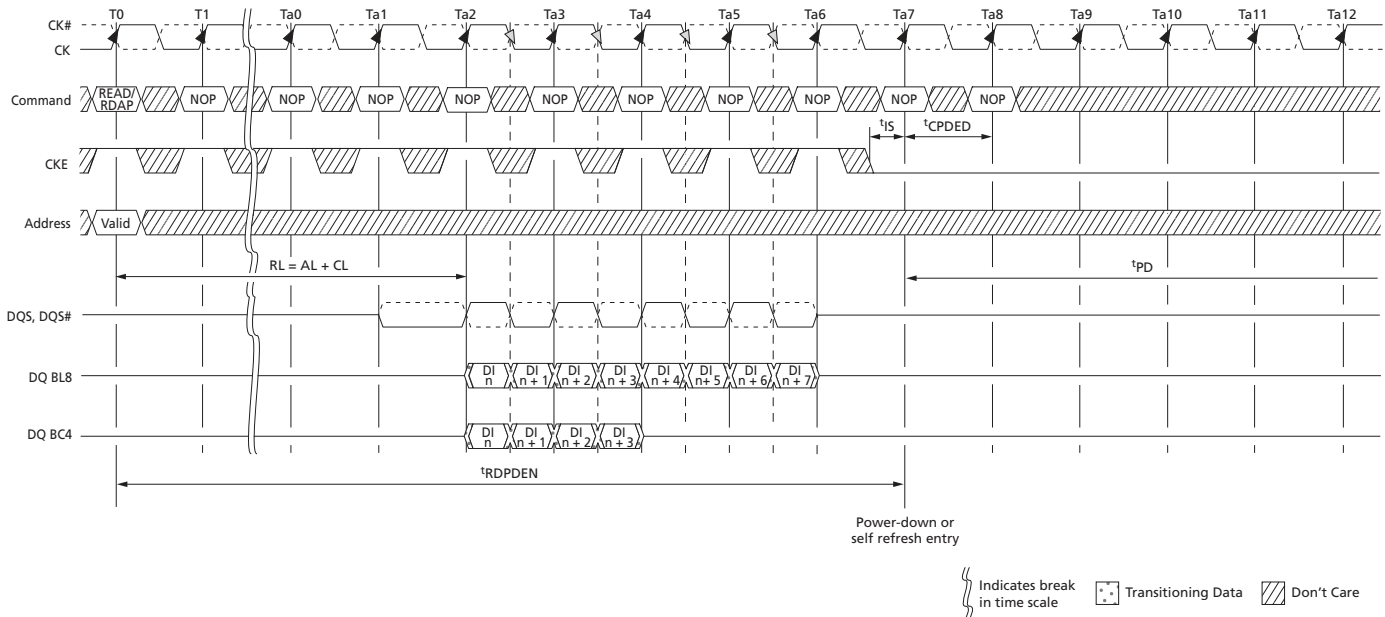 T0 T1 Ta0 Ta1 Ta2 Ta3 Ta4 Ta5 Ta6 Ta7 Ta8 Ta9 Ta10 Ta11 Ta12
CK#
CK
Command READ/ RDAP NOP NOP NOP NOP NOP NOP NOP NOP NOP NOP
tIS tCPDED
CKE
Address Valid
RL = AL + CL tPD
DQS, DQS#
DQ BL8 DI n DI n + 1 DI n + 2 DI n + 3 DI n + 4 DI n + 5 DI n + 6 DI n + 7
DQ BC4 DI n DI n + 1 DI n + 2 DI n + 3
tRDPDEN
Power-down or
self refresh entry
Indicates break
in time scale
Transitioning Data
Don't Care